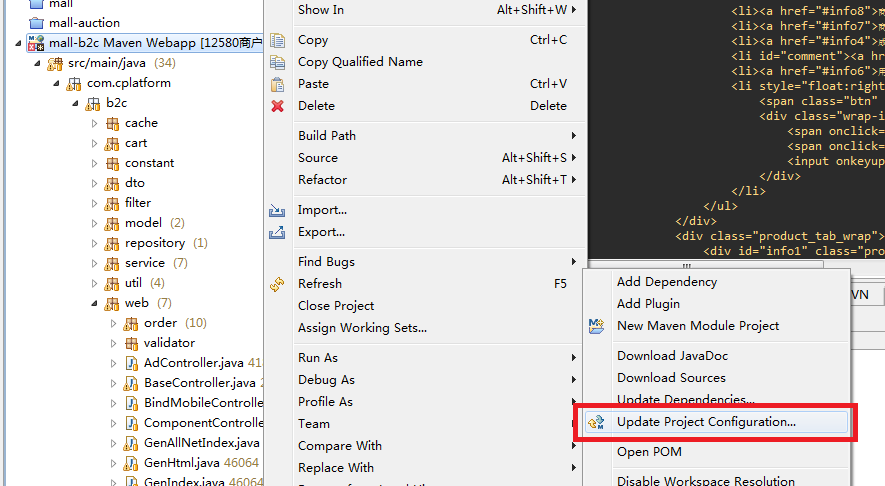 mall
mall-auction
mall-b2c Maven Webapp [12580商户
src/main/java (34)
com.cplatform
b2c
cache
cart
constant
dto
filter
model (2)
repository (1)
service (7)
util (4)
web (7)
order (10)
validator
AdController.java 418
BaseController.java
BindMobileControlle
ComponentControlle
GenAllNetIndex.java
GenHtml.java 46064
GenIndex.java 46064
Show In Alt+Shift+W
Copy Ctrl+C
Copy Qualified Name
Paste Ctrl+V
Delete Delete
Build Path
Source Alt+Shift+S
Refactor Alt+Shift+T
Import...
Export...
Find Bugs
Refresh F5
Close Project
Assign Working Sets...
Run As
Debug As
Profile As
Team
Compare With
Replace With
Add Dependency
Add Plugin
New Maven Module Project
Download JavaDoc
Download Sources
Update Dependencies...
Update Project Configuration...
Open POM
Disable Workspace Resolution
<li><a href="#info8">商
<li><a href="#info7">商
<li><a href="#info4">
<li id="comment"><a h
<li><a href="#info6">
<li style="float:right
<span class="btn"
<div class="wrap-i
<span onclick=
<span onclick=
<input onkeyup
</div>
</li>
</ul>
</div>
<div class="product_tab_wrap">
<div id="info1" class="pro
VN